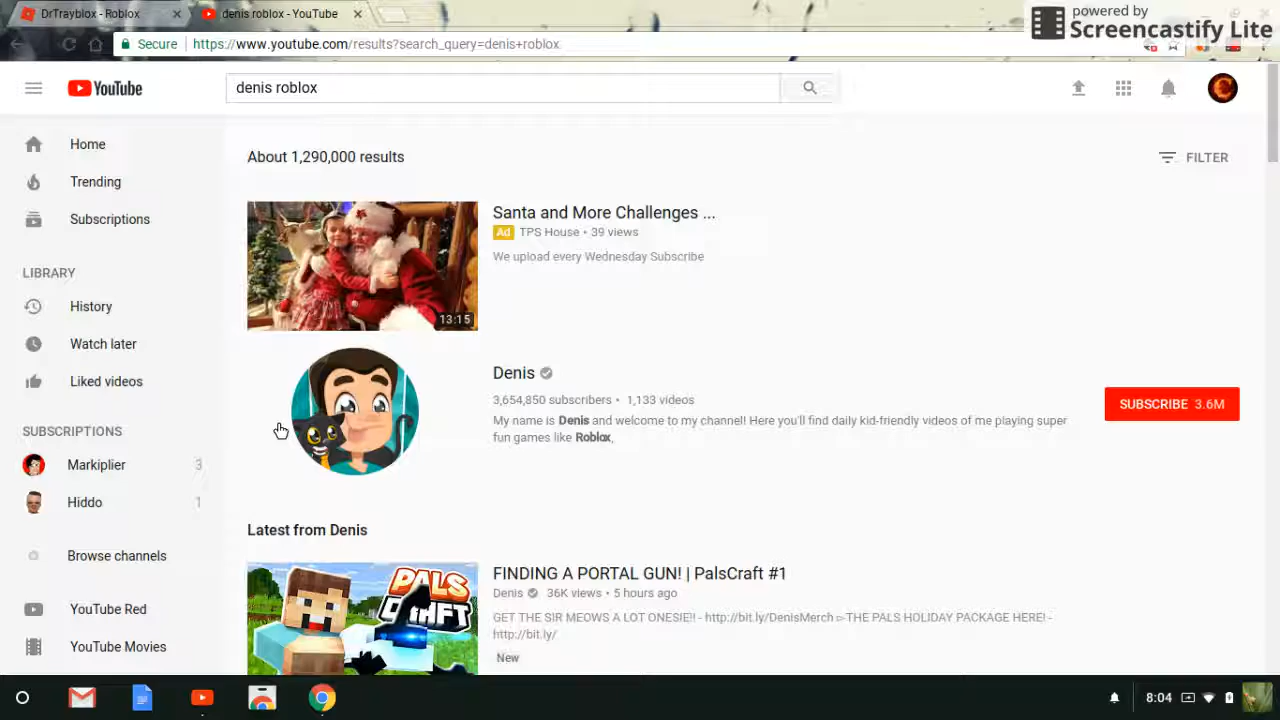 DrTrayblox - Roblox
denis roblox - YouTube
powered by
Screencastify Lite
Secure
https://www.youtube.com/results?search_query=denis+roblox
YouTube
denis roblox
Home
Trending
Subscriptions
LIBRARY
History
Watch later
Liked videos
SUBSCRIPTIONS
Markiplier 3
Hiddo 1
Browse channels
YouTube Red
YouTube Movies
About 1,290,000 results
FILTER
13:15
Santa and More Challenges ...
Ad TPS House • 39 views
We upload every Wednesday Subscribe
Denis
3,654,850 subscribers • 1,133 videos
My name is Denis and welcome to my channel! Here you'll find daily kid-friendly videos of me playing super
fun games like Roblox,
SUBSCRIBE 3.6M
Latest from Denis
PALS
CRAFT
FINDING A PORTAL GUN! | PalsCraft #1
Denis 36K views • 5 hours ago
GET THE SIR MEOWS A LOT ONESIE!! - http://bit.ly/DenisMerch ▻THE PALS HOLIDAY PACKAGE HERE! -
http://bit.ly/
New
8:04